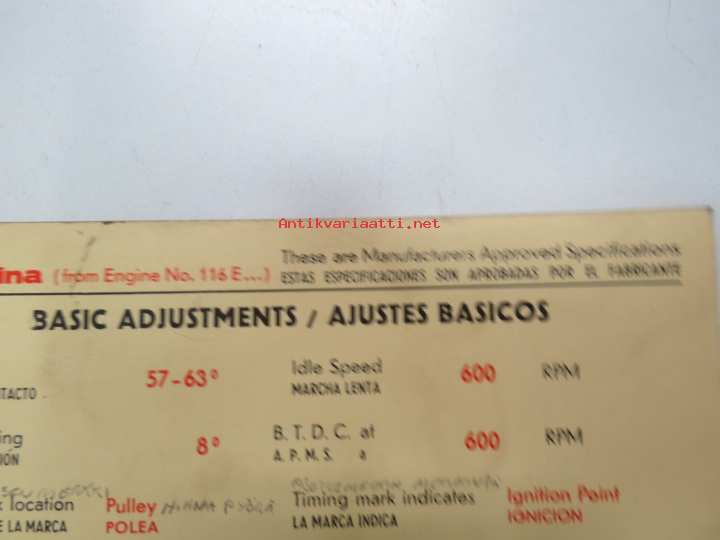 Antikvariaatti.net
ina (from Engine No. 116 E...) These are Manufacturers Approved Specifications
ESTAS ESPECIFICACIONES SON APROBADAS POR EL FABRICANTE
BASIC ADJUSTMENTS / AJUSTES BASICOS
57-63° Idle Speed 600 RPM
TACTO MARCHA LENTA
ing 8° B. T. D. C. at 600 RPM
IÓN A. P. M. S. a
location Pulley Timing mark indicates Ignition Point
E LA MARCA POLEA LA MARCA INDICA IGNICION